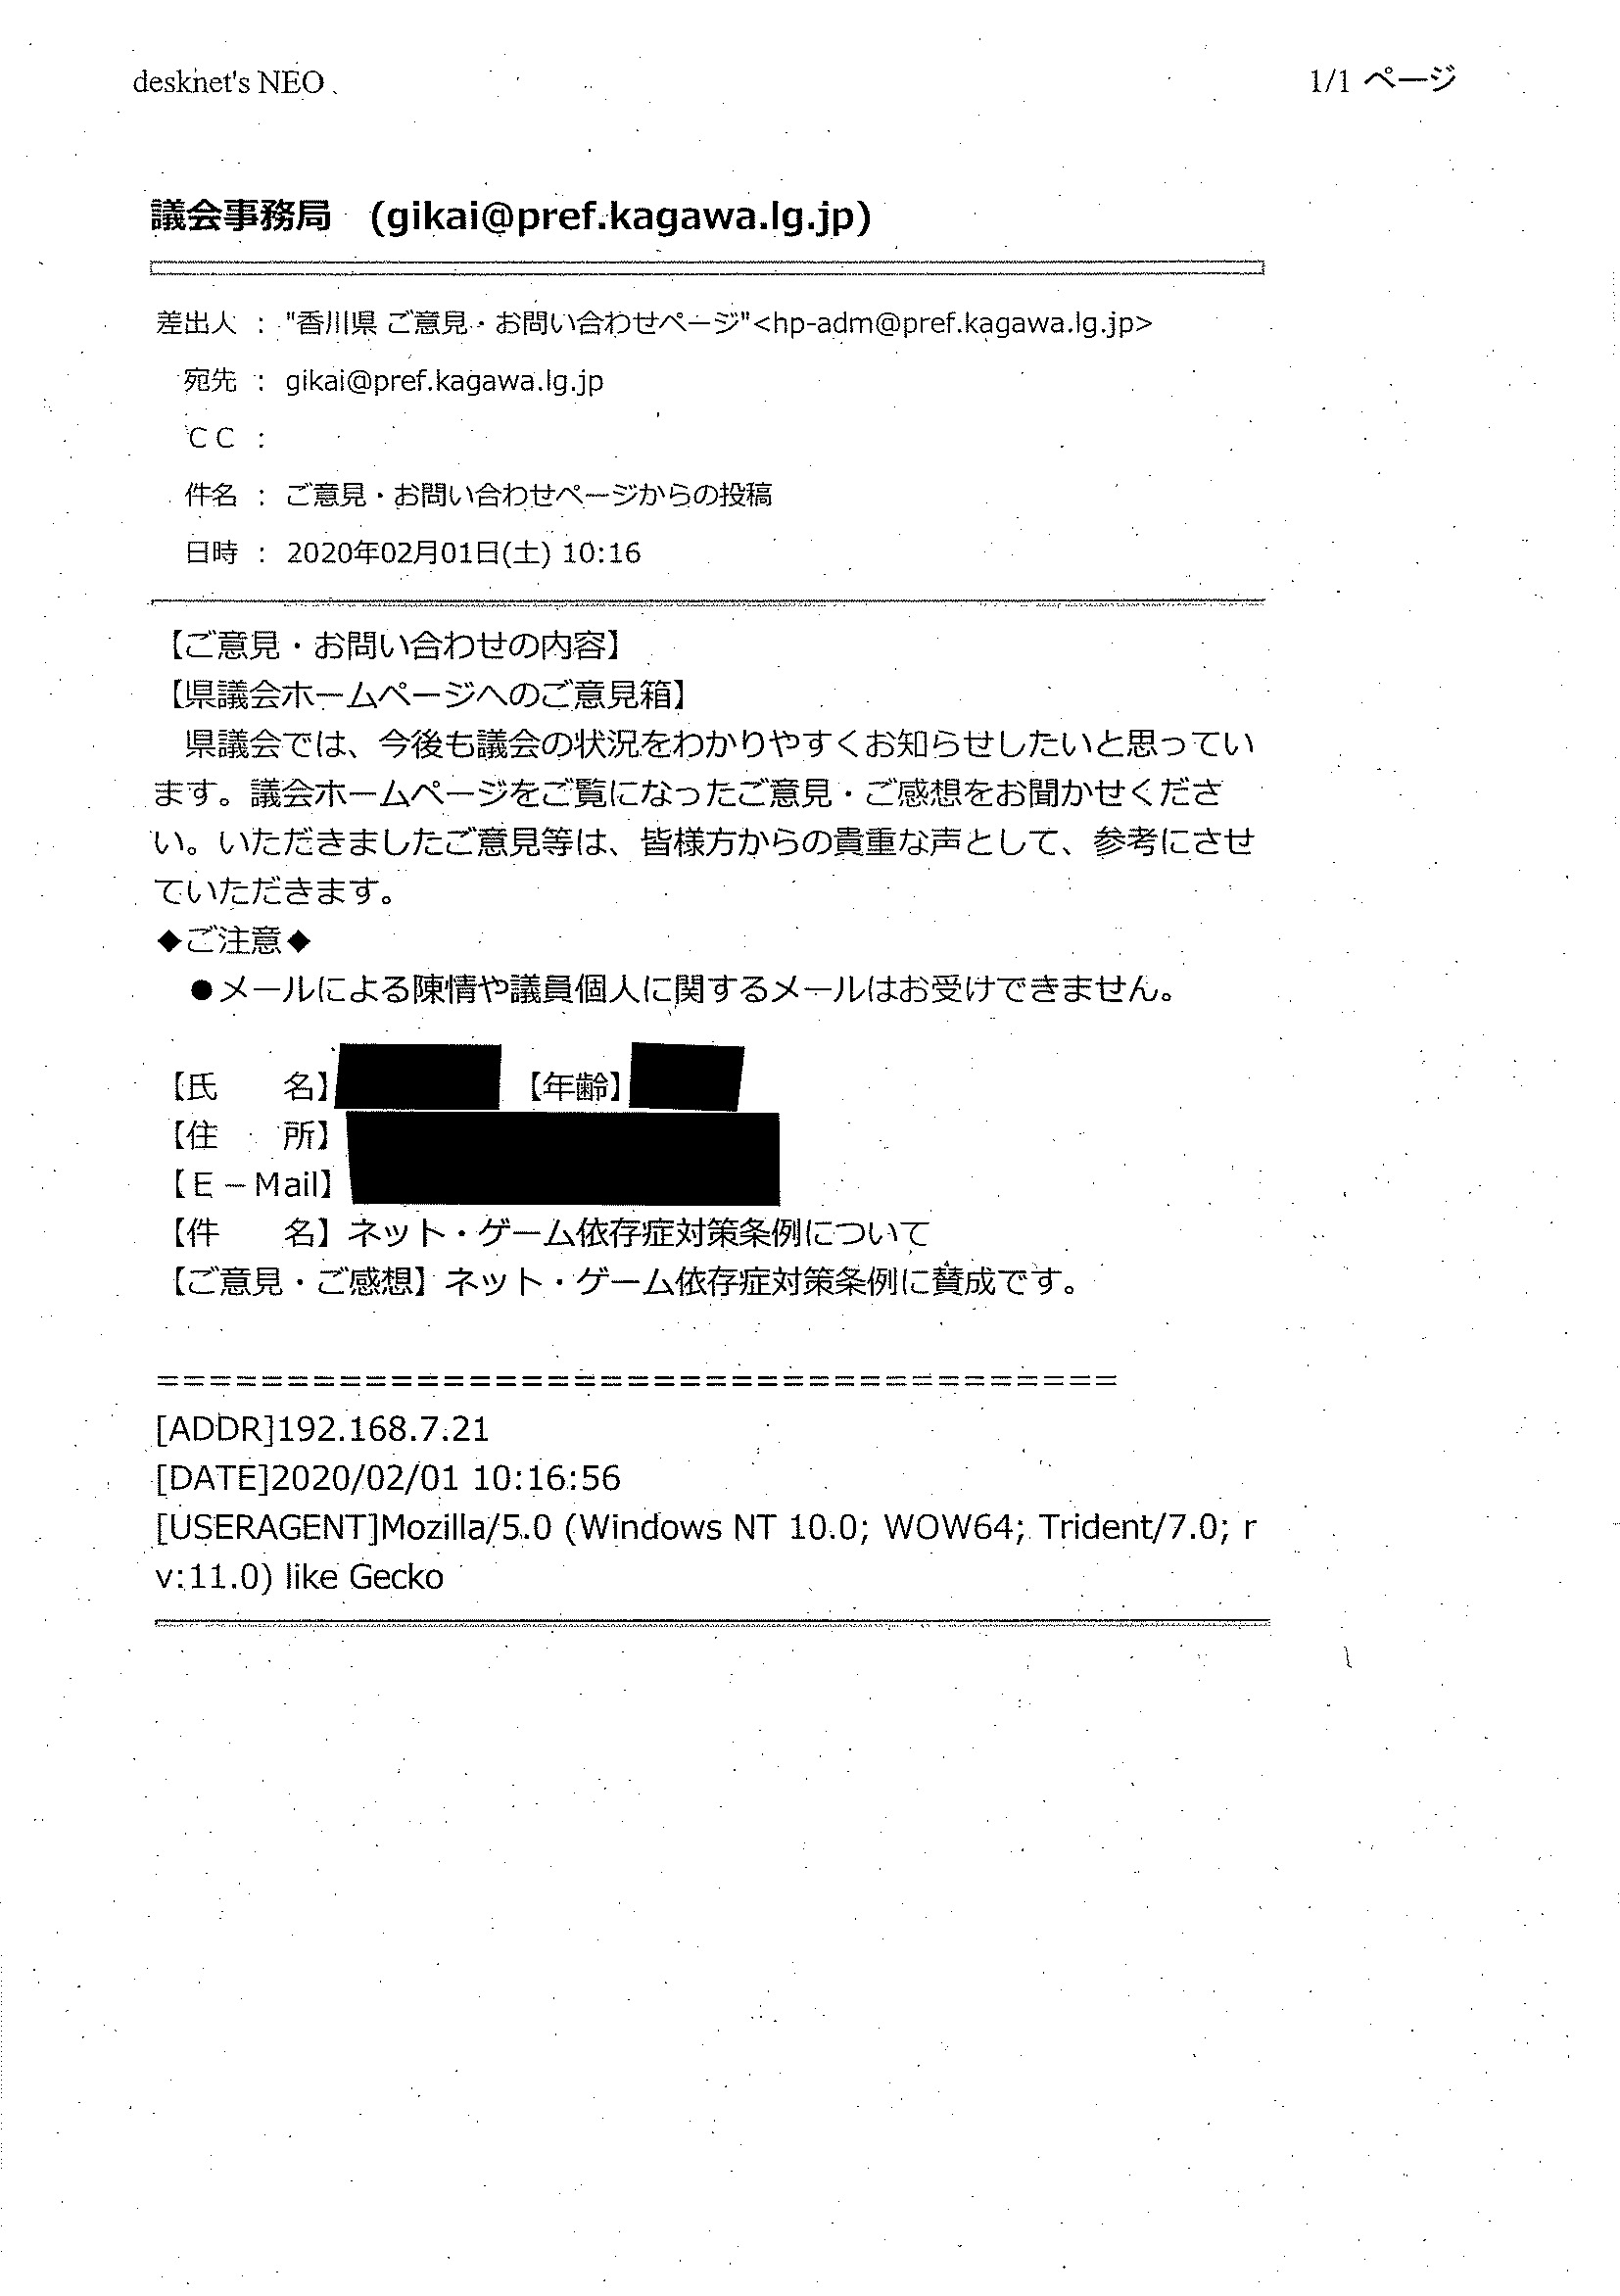 desknet's NEO
1/1 ページ
議会事務局 (gikai@pref.kagawa.lg.jp)
差出人 : "香川県 ご意見・お問い合わせページ"<hp-adm@pref.kagawa.lg.jp>
宛先 : gikai@pref.kagawa.lg.jp
ＣＣ :
件名 : ご意見・お問い合わせページからの投稿
日時 : 2020年02月01日(土) 10:16
【ご意見・お問い合わせの内容】
【県議会ホームページへのご意見箱】
　県議会では、今後も議会の状況をわかりやすくお知らせしたいと思ってい
ます。議会ホームページをご覧になったご意見・ご感想をお聞かせくださ
い。いただきましたご意見等は、皆様方からの貴重な声として、参考にさせ
ていただきます。
◆ご注意◆
　●メールによる陳情や議員個人に関するメールはお受けできません。
【氏　　名】　【年齢】
【住　　所】
【Ｅ－Mail】
【件　　名】ネット・ゲーム依存症対策条例について
【ご意見・ご感想】ネット・ゲーム依存症対策条例に賛成です。
=====================================
[ADDR]192.168.7.21
[DATE]2020/02/01 10:16:56
[USERAGENT]Mozilla/5.0 (Windows NT 10.0; WOW64; Trident/7.0; r
v:11.0) like Gecko